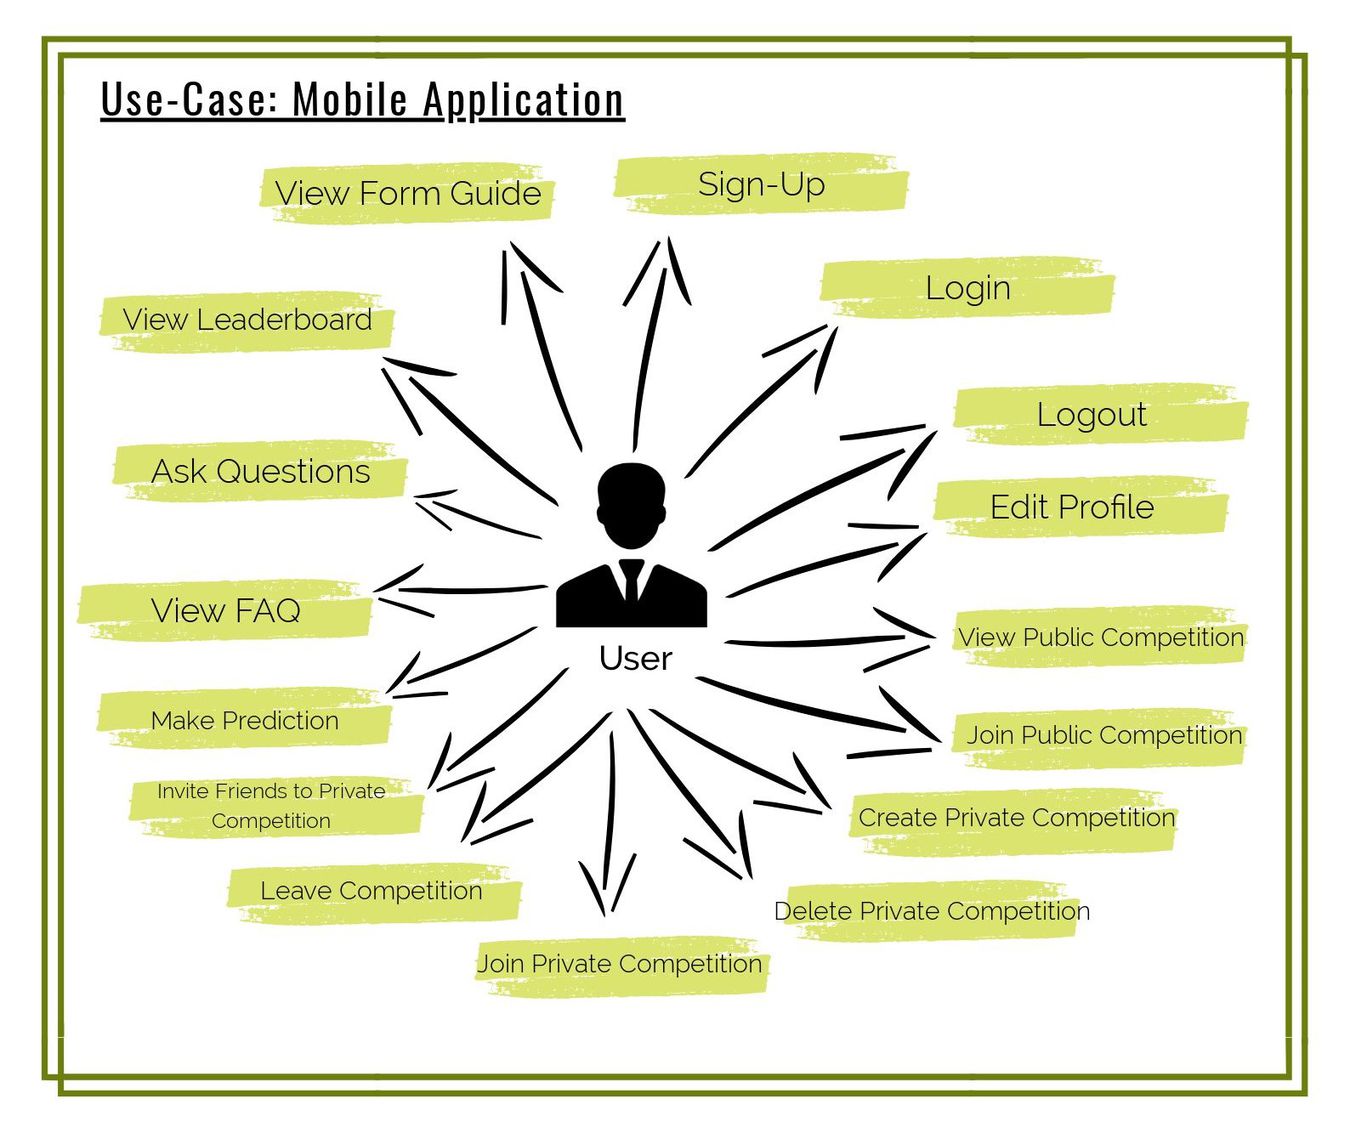 Use-Case: Mobile Application
View Form Guide
Sign-Up
Login
View Leaderboard
Logout
Ask Questions
Edit Profile
View FAQ
View Public Competition
User
Make Prediction
Join Public Competition
Invite Friends to Private
Competition
Create Private Competition
Leave Competition
Delete Private Competition
Join Private Competition